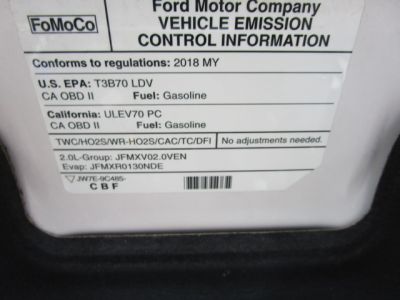 FoMoCo
Ford Motor Company
VEHICLE EMISSION
CONTROL INFORMATION
Conforms to regulations: 2018 MY
U.S. EPA: T3B70 LDV
CA OBD II Fuel: Gasoline
California: ULEV70 PC
CA OBD II Fuel: Gasoline
TWC/HO2S/WR-HO2S/CAC/TC/DFI No adjustments needed.
2.0L-Group: JFMXV02.0VEN
Evap: JFMXR0130NDE
JW7E-9C485-
CBF